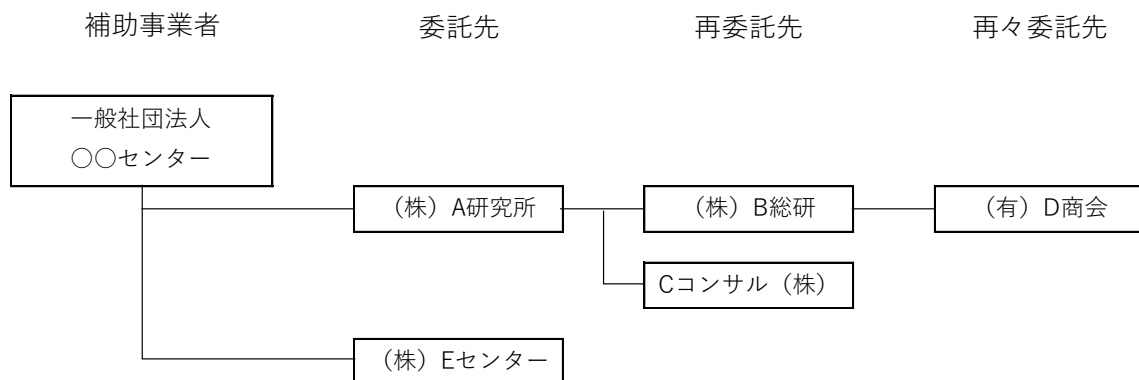 補助事業者 委託先 再委託先 再々委託先
一般社団法人
○○センター
（株）A研究所 （株）B総研 （有）D商会
Cコンサル（株）
（株）Eセンター